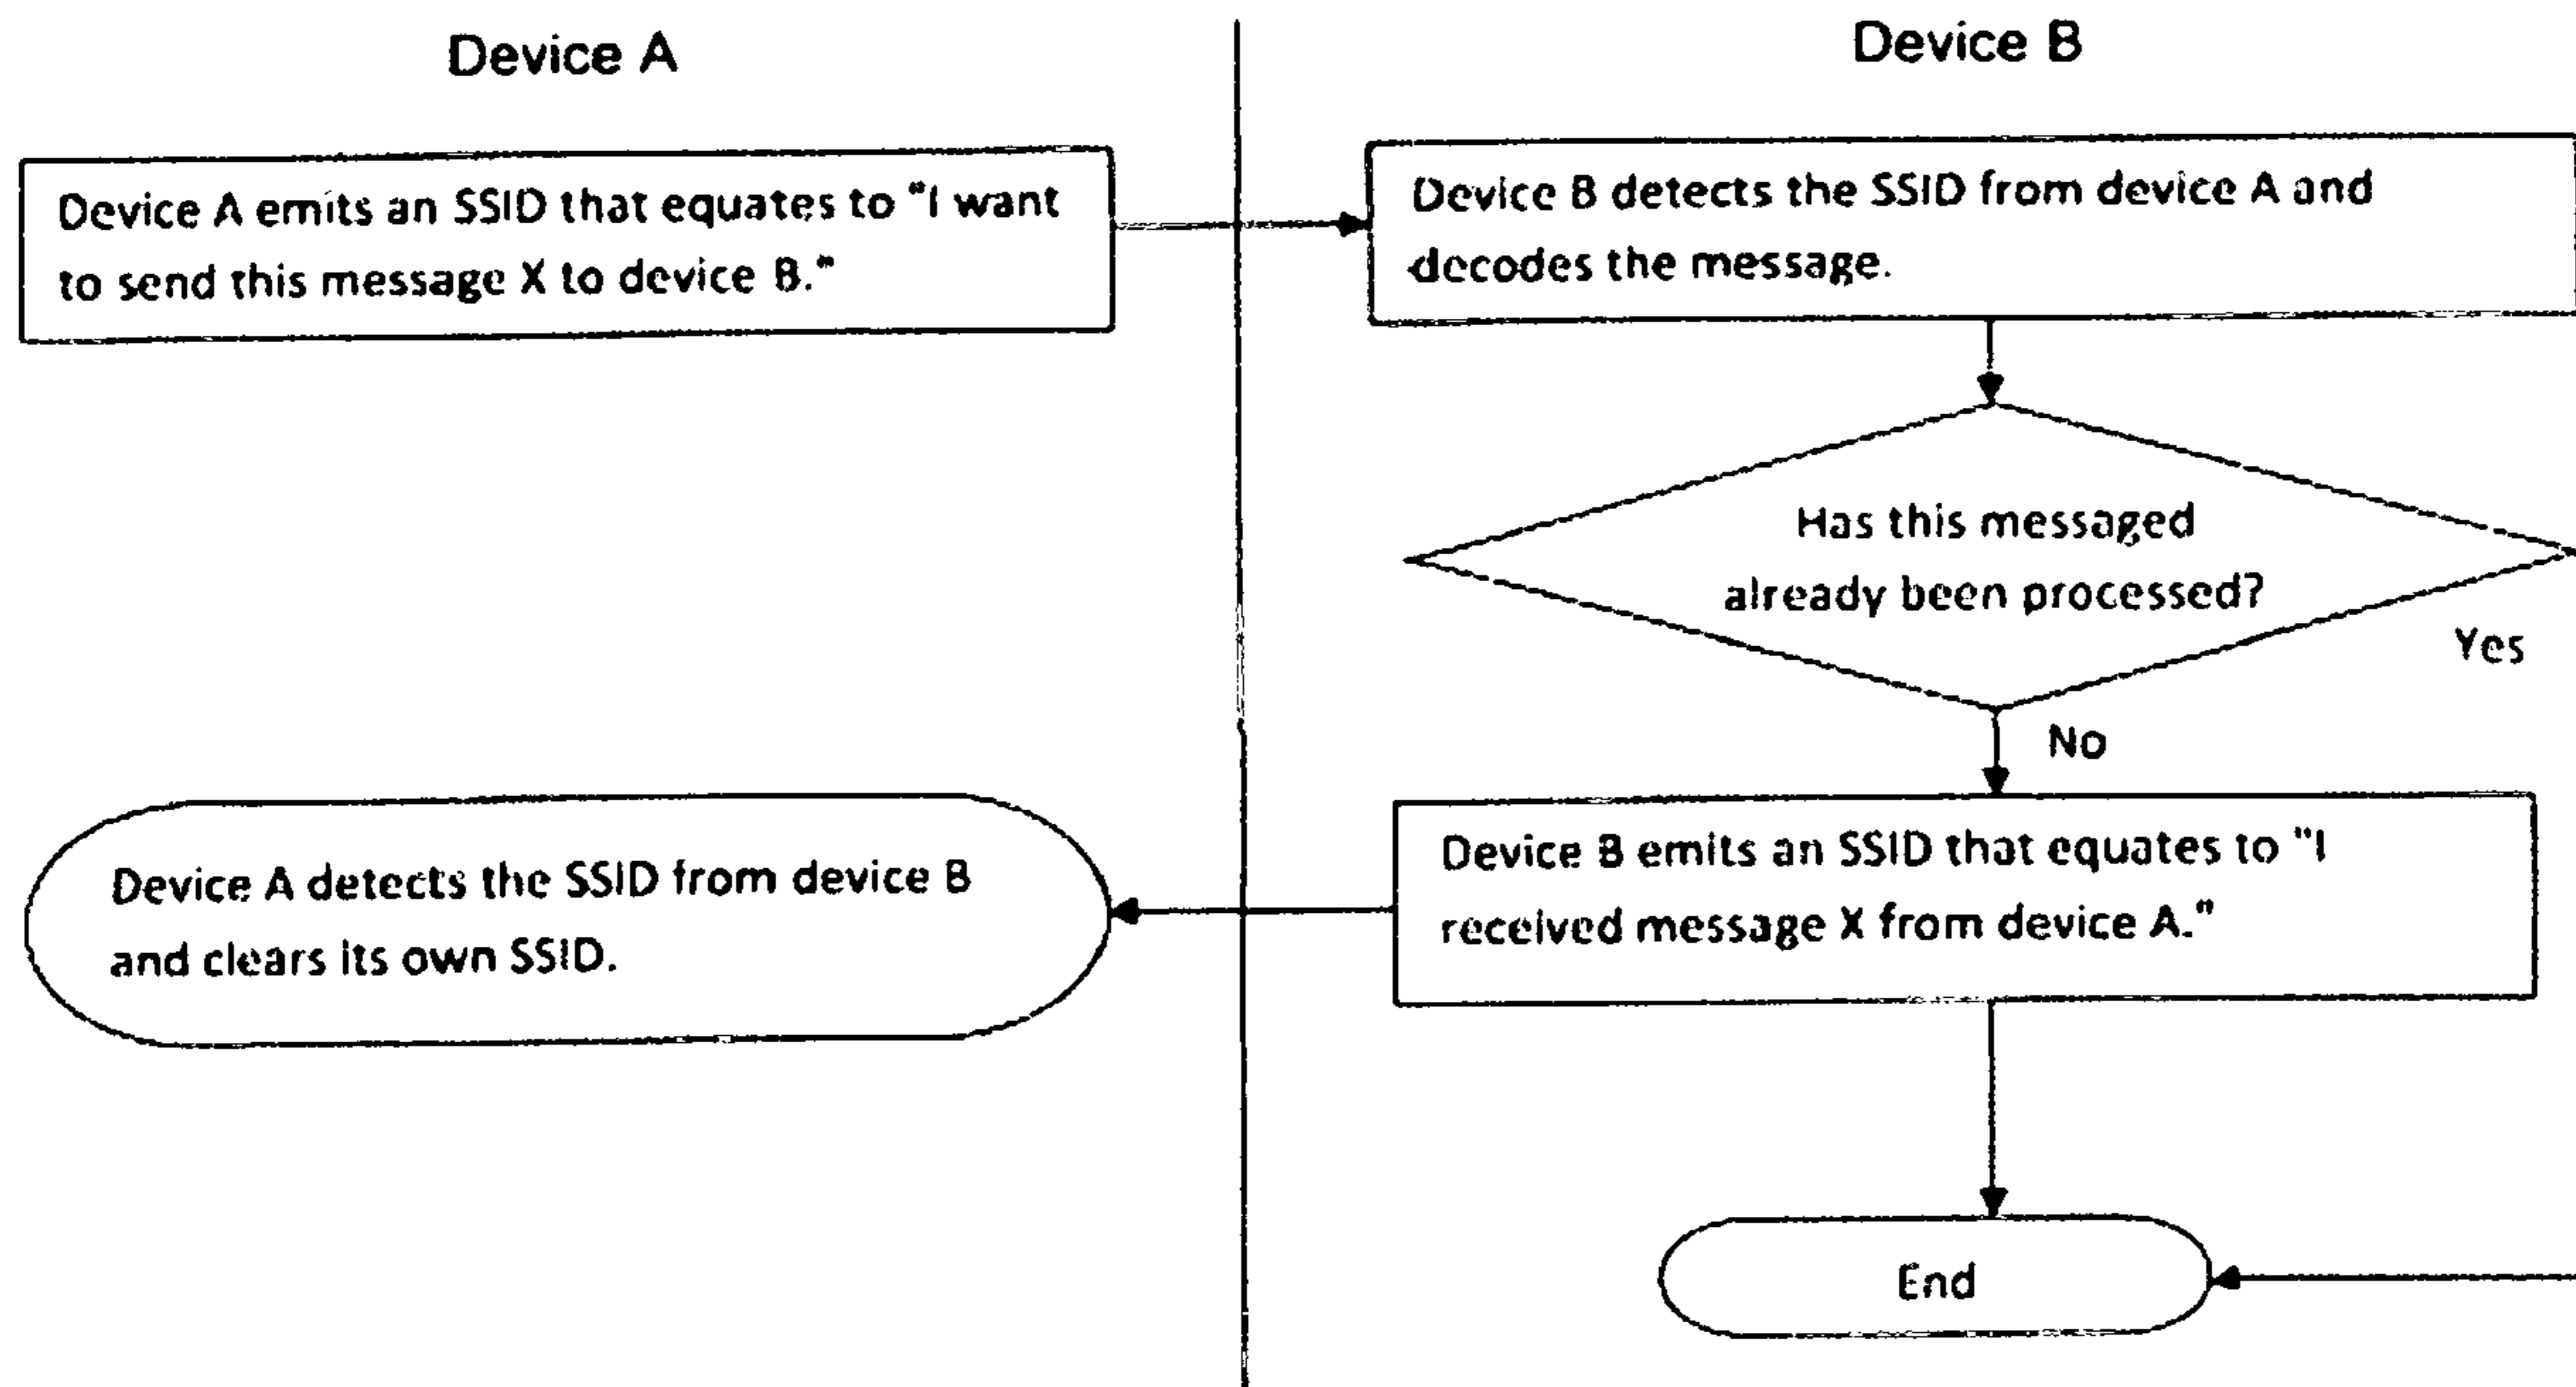 Device A
Device B
Device A emits an SSID that equates to "I want
to send this message X to device B."
Device B detects the SSID from device A and
decodes the message.
Has this messaged
already been processed?
Yes
No
Device B emits an SSID that equates to "I
received message X from device A."
Device A detects the SSID from device B
and clears its own SSID.
End